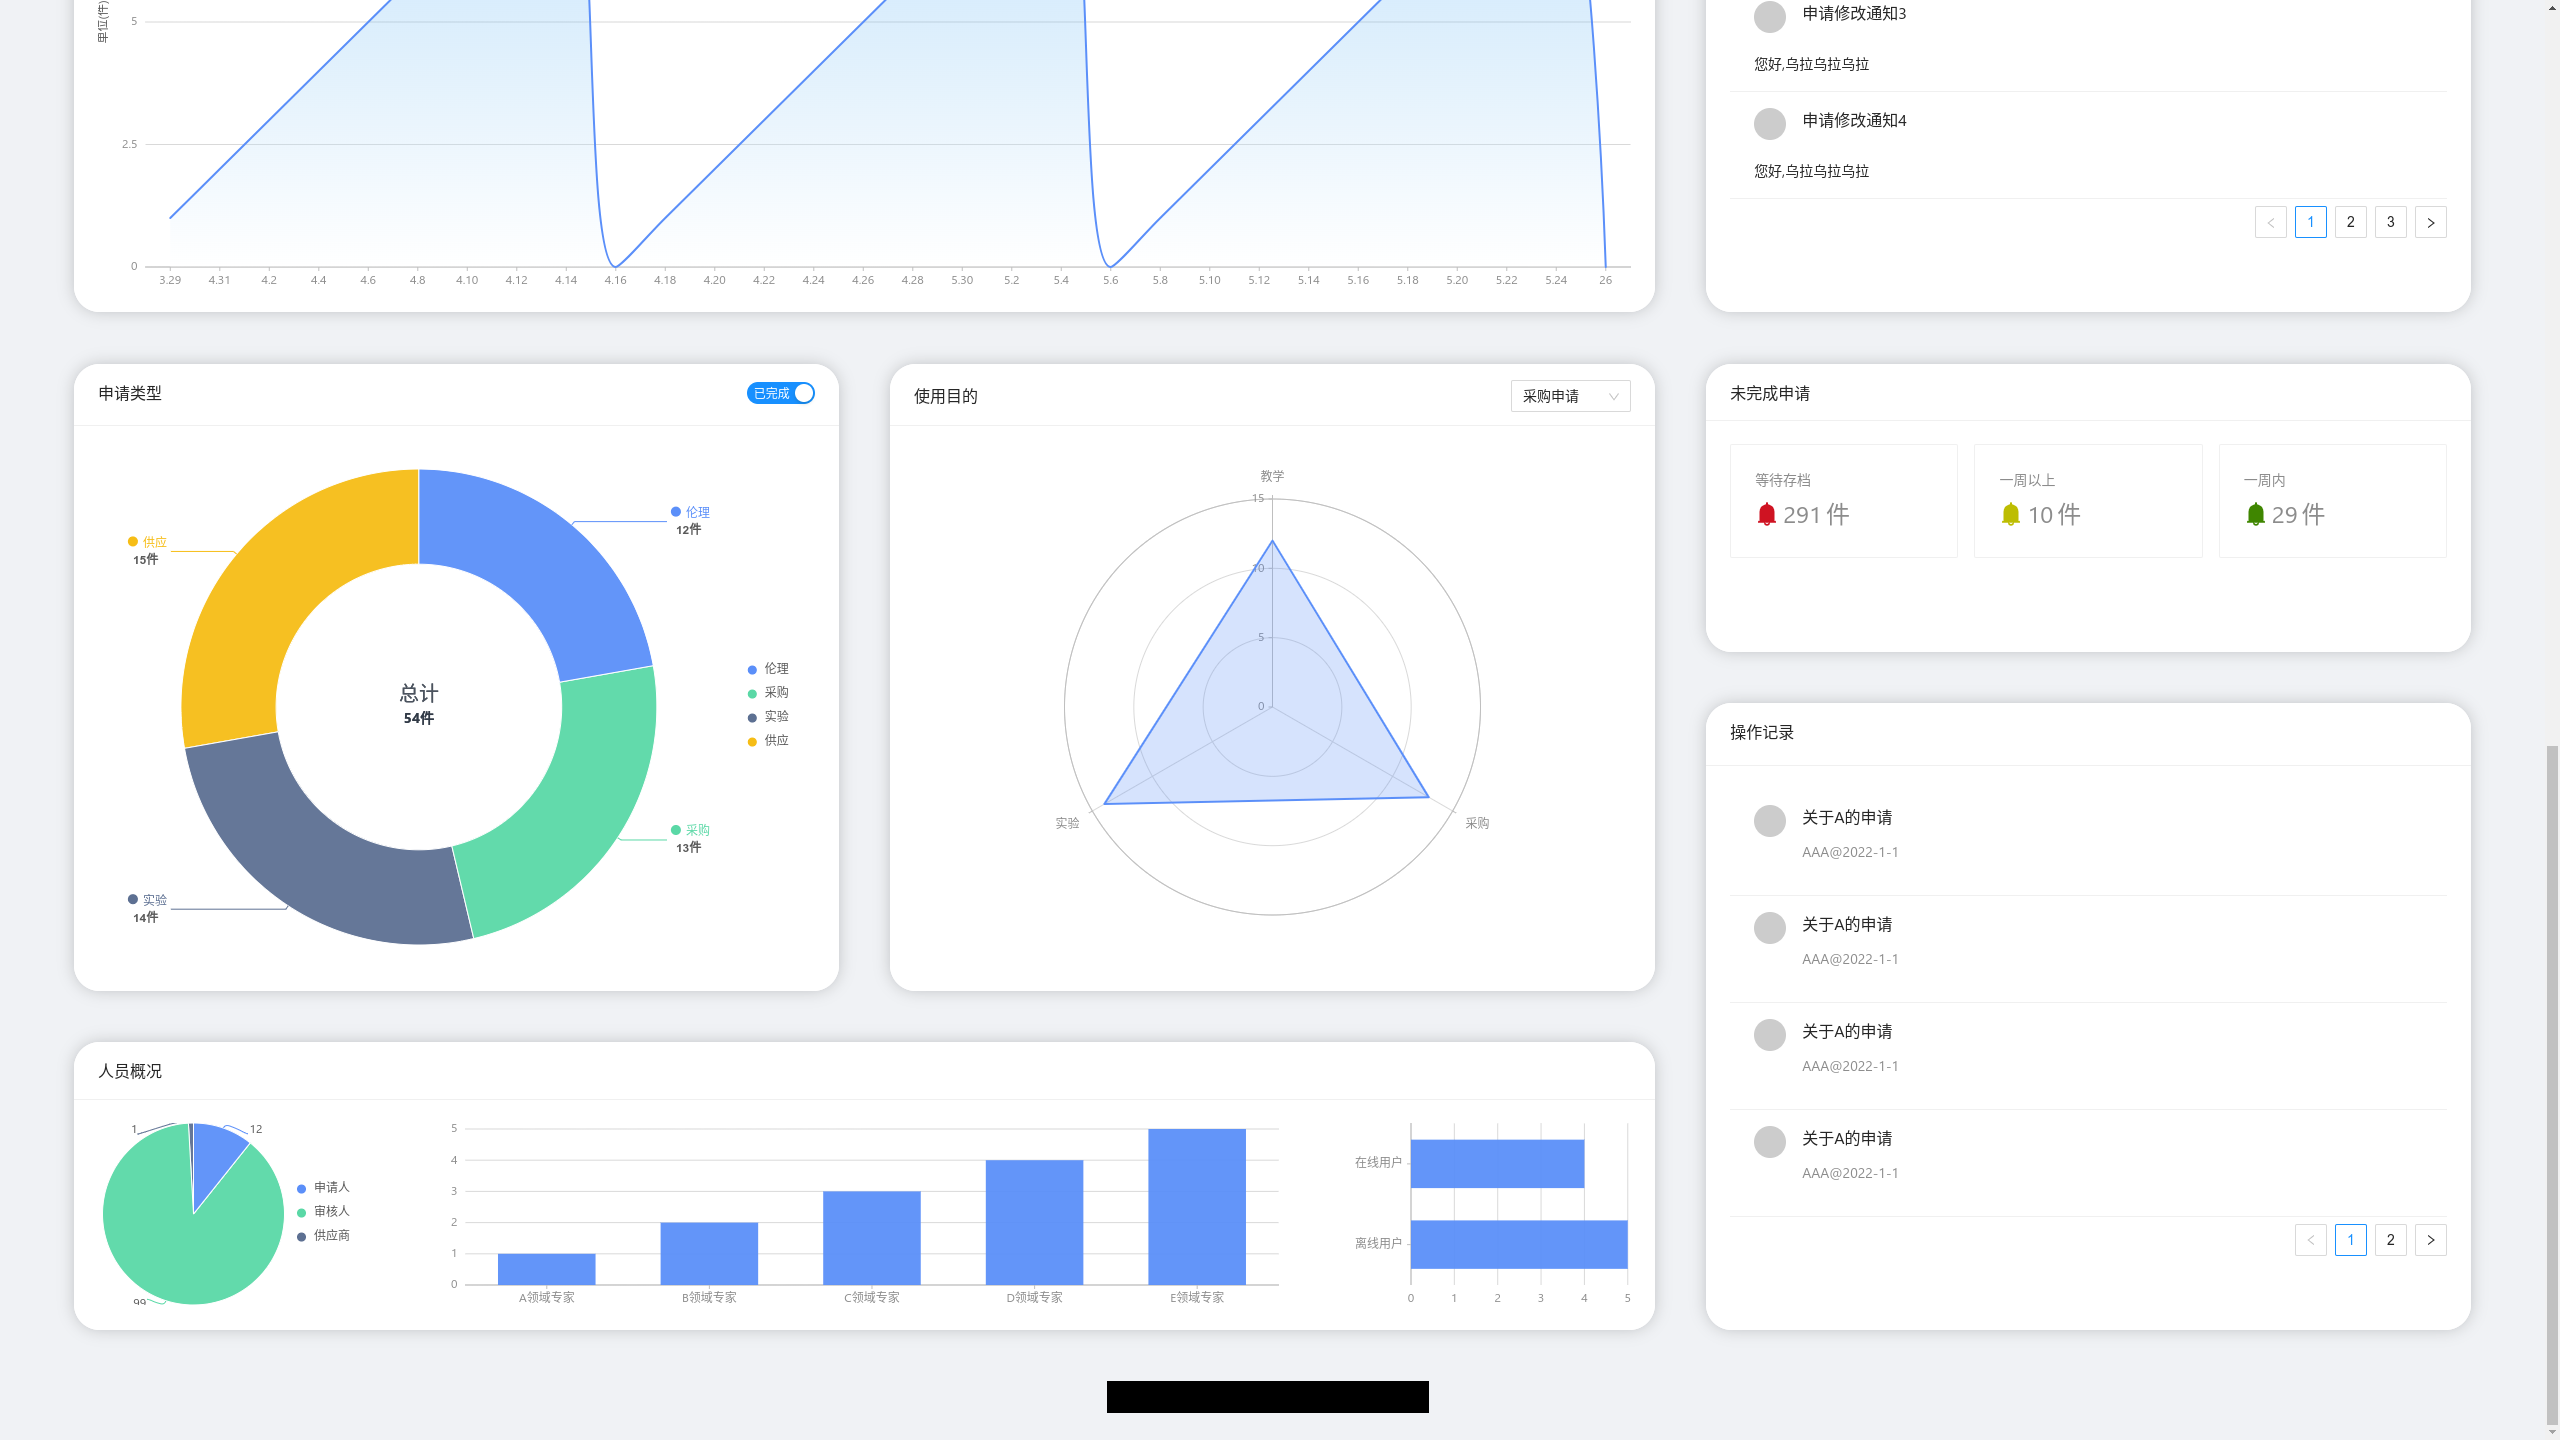 单位(件)
5
2.5
0
3.29 4.31 4.2 4.4 4.6 4.8 4.10 4.12 4.14 4.16 4.18 4.20 4.22 4.24 4.26 4.28 5.30 5.2 5.4 5.6 5.8 5.10 5.12 5.14 5.16 5.18 5.20 5.22 5.24 26
申请修改通知3
您好,乌拉乌拉乌拉
申请修改通知4
您好,乌拉乌拉乌拉
< 1 2 3 >
申请类型
已完成
伦理
12件
供应
15件
总计
54件
采购
13件
实验
14件
伦理
采购
实验
供应
使用目的
采购申请
教学
15
10
5
0
实验
采购
未完成申请
等待存档
291 件
一周以上
10 件
一周内
29 件
操作记录
关于A的申请
AAA@2022-1-1
关于A的申请
AAA@2022-1-1
关于A的申请
AAA@2022-1-1
关于A的申请
AAA@2022-1-1
< 1 2 >
人员概况
1
12
99
申请人
审核人
供应商
5
4
3
2
1
0
A领域专家 B领域专家 C领域专家 D领域专家 E领域专家
在线用户
离线用户
0 1 2 3 4 5